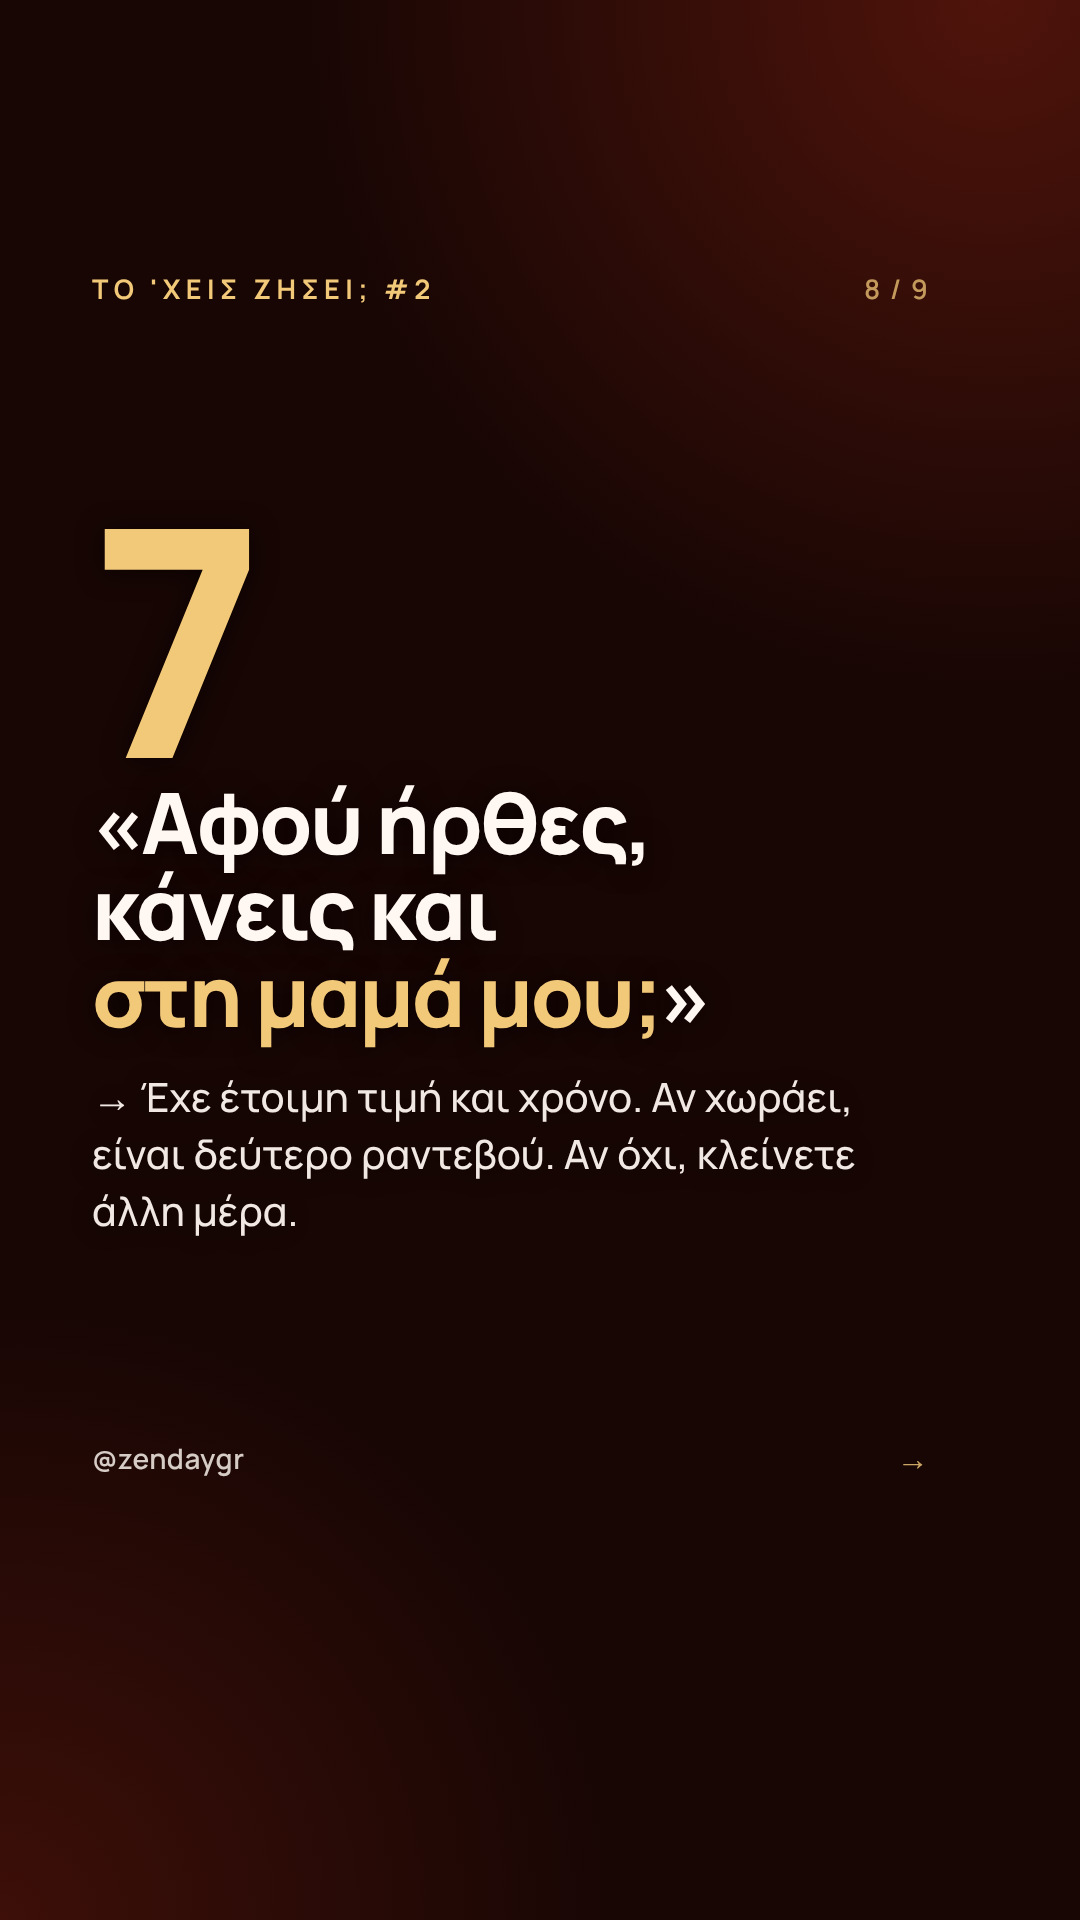 ΤΟ 'ΧΕΙΣ ΖΗΣΕΙ; #2
8 / 9
7
«Αφού ήρθες,
κάνεις και
στη μαμά μου;»
→ Έχε έτοιμη τιμή και χρόνο. Αν χωράει,
είναι δεύτερο ραντεβού. Αν όχι, κλείνετε
άλλη μέρα.
@zendaygr
→